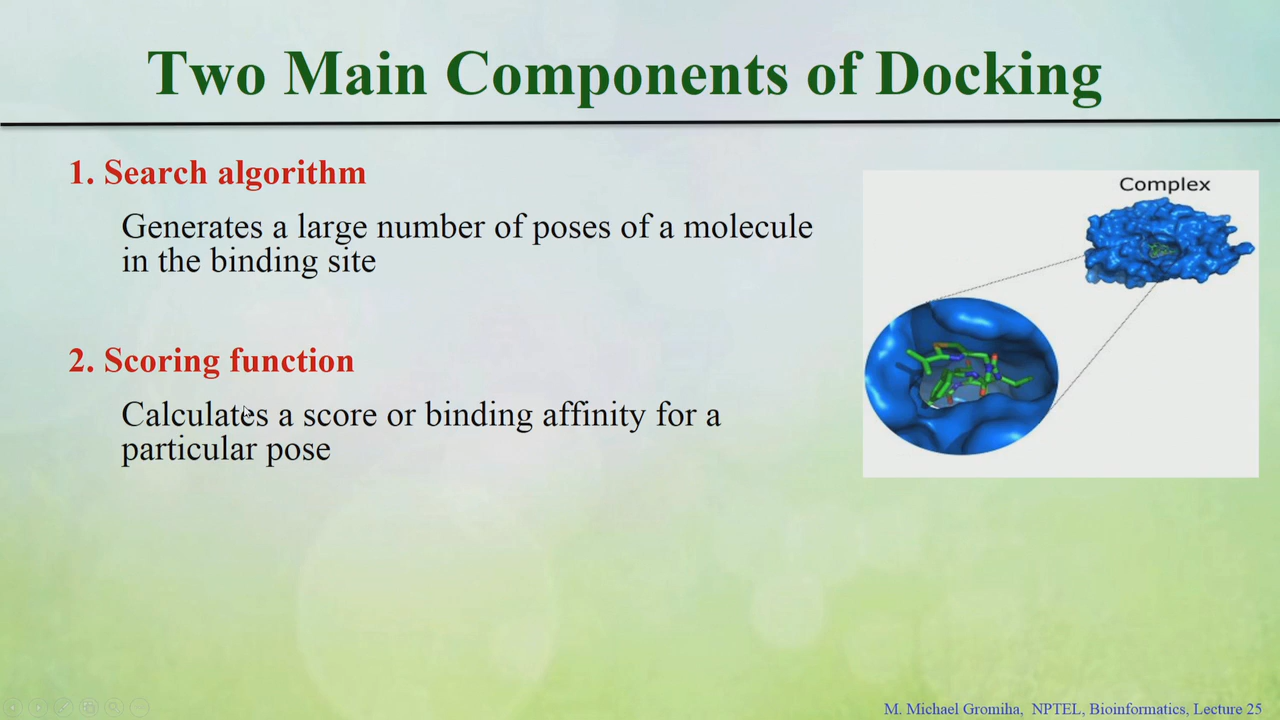 Two Main Components of Docking
1. Search algorithm
Generates a large number of poses of a molecule
in the binding site
2. Scoring function
Calculates a score or binding affinity for a
particular pose
Complex
M. Michael Gromiha, NPTEL, Bioinformatics, Lecture 25